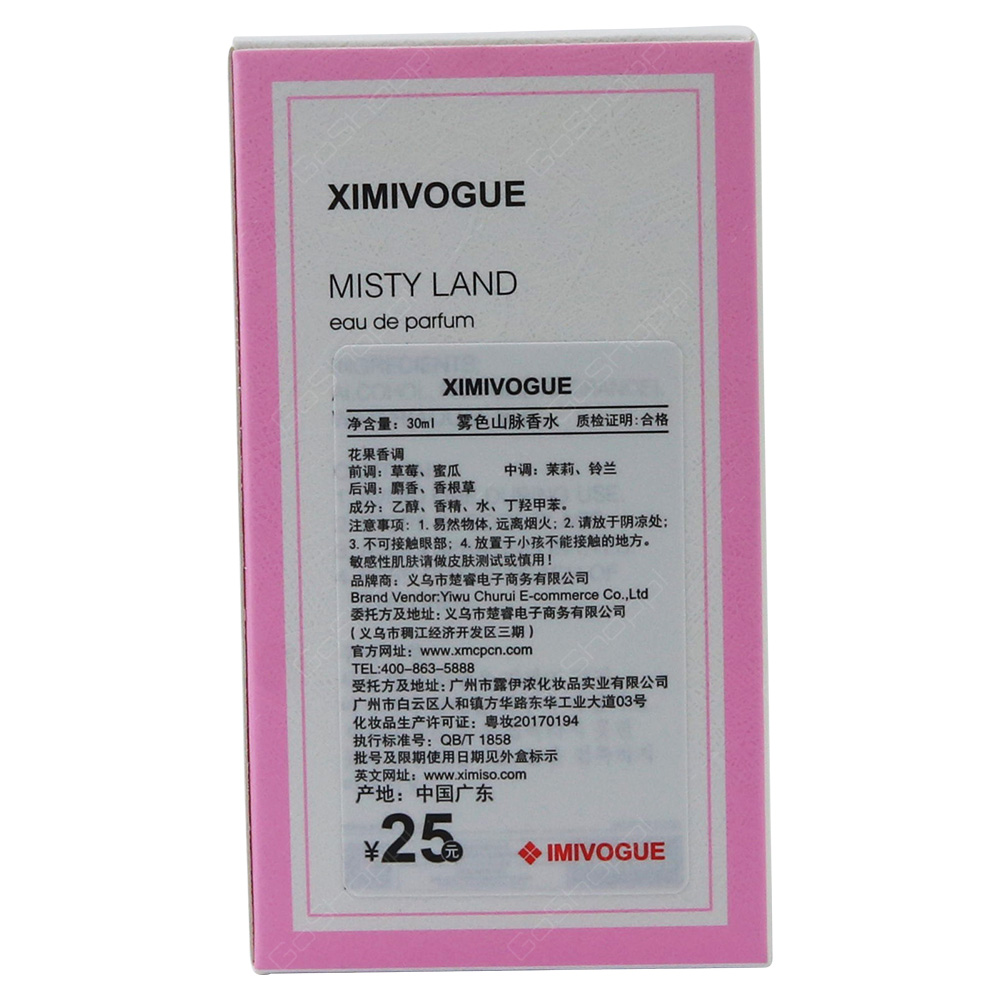 XIMIVOGUE
MISTY LAND
eau de parfum
XIMIVOGUE
净含量：30ml 雾色山脉香水 质检证明：合格
花果香调
前调：草莓、蜜瓜 中调：茉莉、铃兰
后调：麝香、香根草
成分：乙醇、香精、水、丁羟甲苯。
注意事项：1.易然物体,远离烟火；2.请放于阴凉处；
3.不可接触眼部；4.放置于小孩不能接触的地方。
敏感性肌肤请做皮肤测试或慎用！
品牌商：义乌市楚睿电子商务有限公司
Brand Vendor:Yiwu Churui E-commerce Co.,Ltd
委托方及地址：义乌市楚睿电子商务有限公司
（义乌市稠江经济开发区三期）
官方网址：www.xmcpcn.com
TEL:400-863-5888
受托方及地址：广州市露伊浓化妆品实业有限公司
广州市白云区人和镇方华路东华工业大道03号
化妆品生产许可证：粤妆20170194
执行标准号：QB/T 1858
批号及限期使用日期见外盒标示
英文网址：www.ximiso.com
产地：中国广东
¥25元
IMIVOGUE